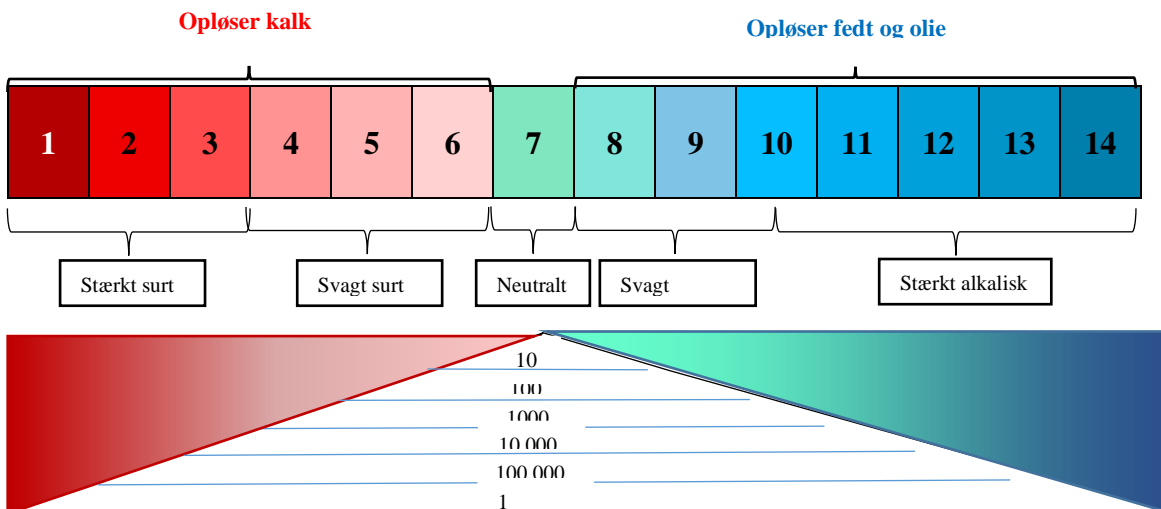 Opløser kalk
Opløser fedt og olie
1 2 3 4 5 6 7 8 9 10 11 12 13 14
Stærkt surt
Svagt surt
Neutralt
Svagt
Stærkt alkalisk
10
100
1000
10.000
100.000
1